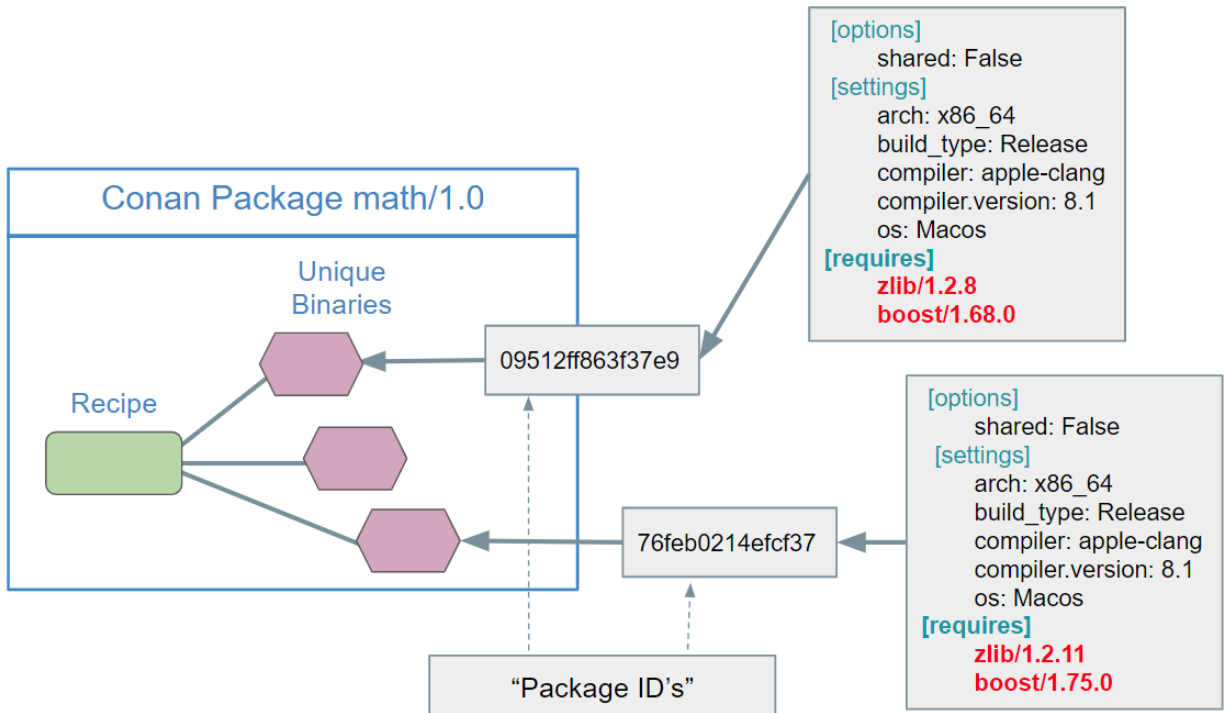 [options]
shared: False
[settings]
arch: x86_64
build_type: Release
compiler: apple-clang
compiler.version: 8.1
os: Macos
[requires]
zlib/1.2.8
boost/1.68.0
Conan Package math/1.0
Unique
Binaries
09512ff863f37e9
Recipe
[options]
shared: False
[settings]
arch: x86_64
build_type: Release
compiler: apple-clang
compiler.version: 8.1
os: Macos
[requires]
zlib/1.2.11
boost/1.75.0
76feb0214efcf37
“Package ID’s”